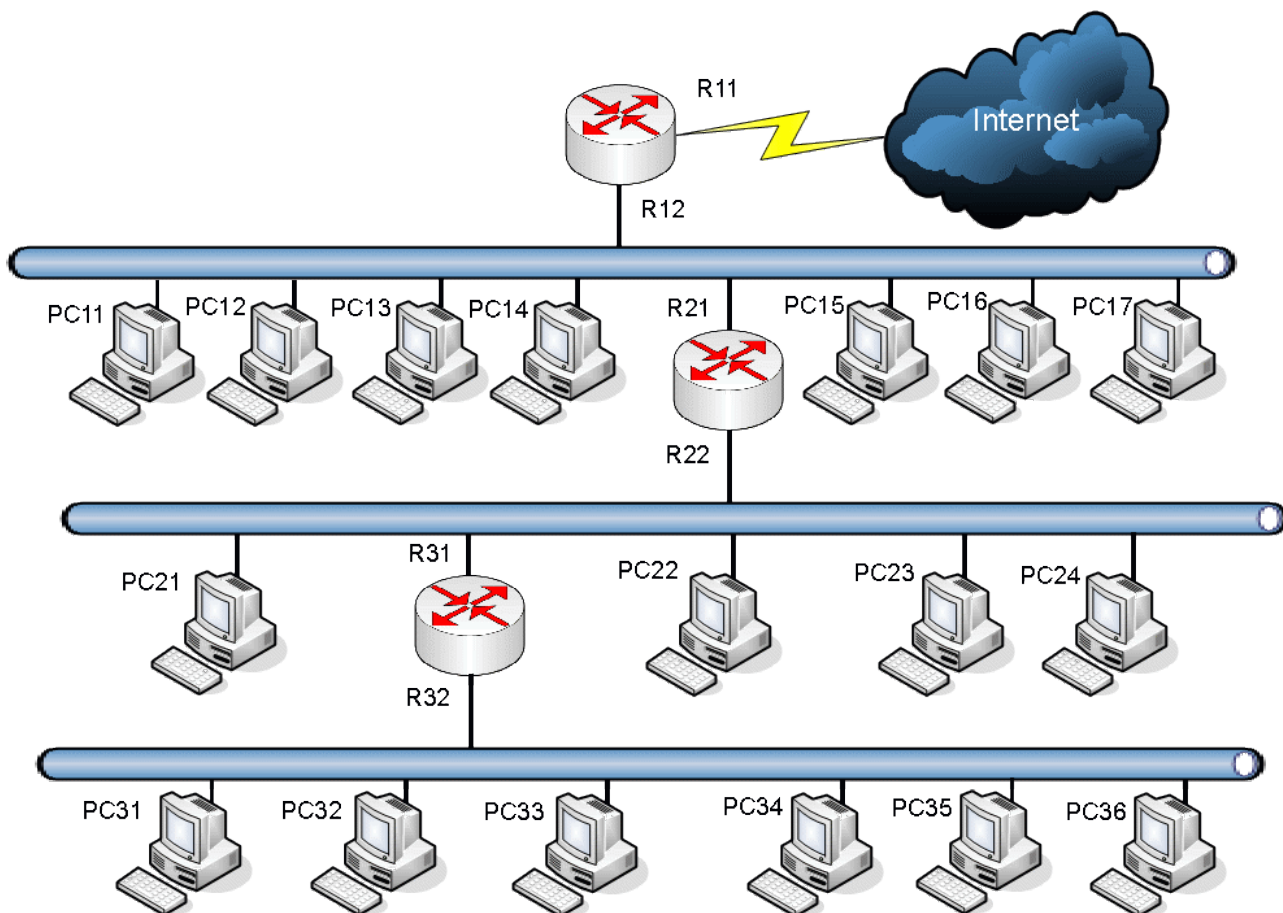 R11
Internet
R12
PC11
PC12
PC13
PC14
R21
PC15
PC16
PC17
R22
PC21
R31
PC22
PC23
PC24
R32
PC31
PC32
PC33
PC34
PC35
PC36